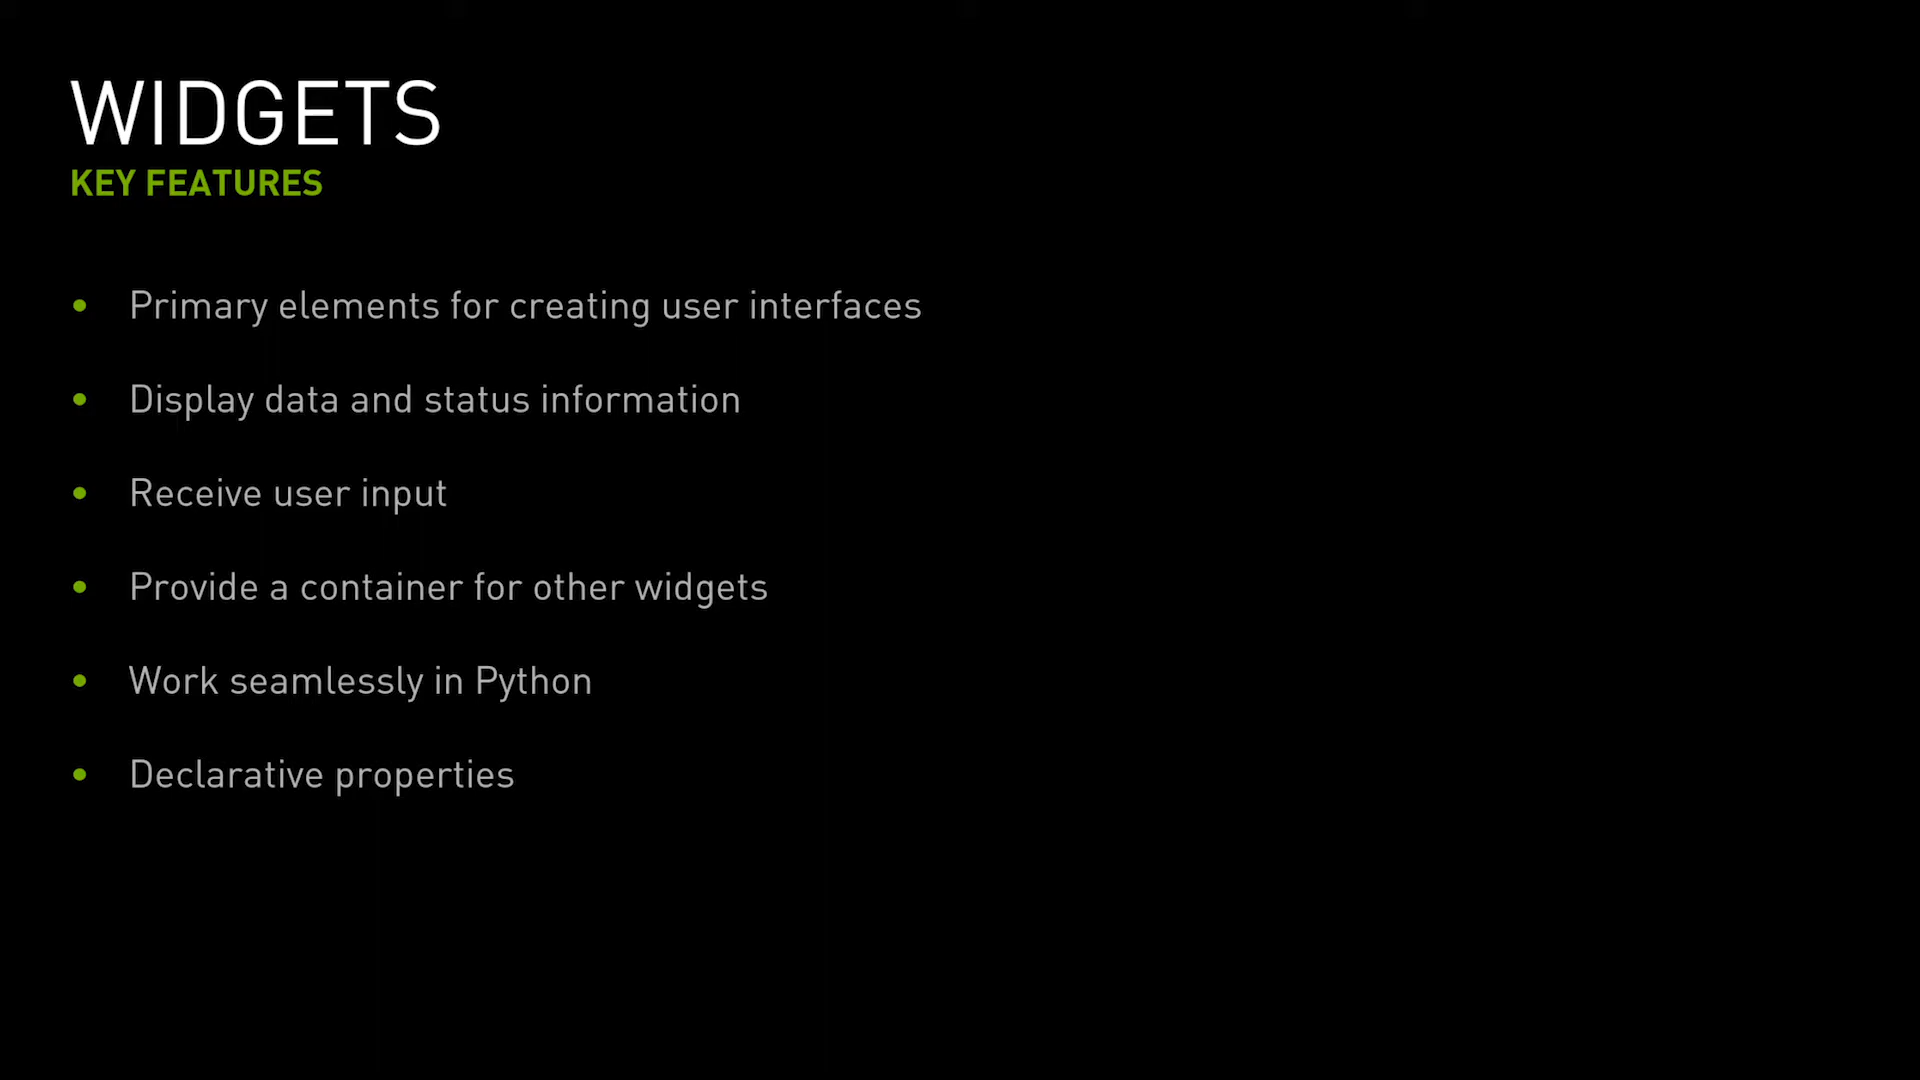 WIDGETS
KEY FEATURES
• Primary elements for creating user interfaces
• Display data and status information
• Receive user input
• Provide a container for other widgets
• Work seamlessly in Python
• Declarative properties